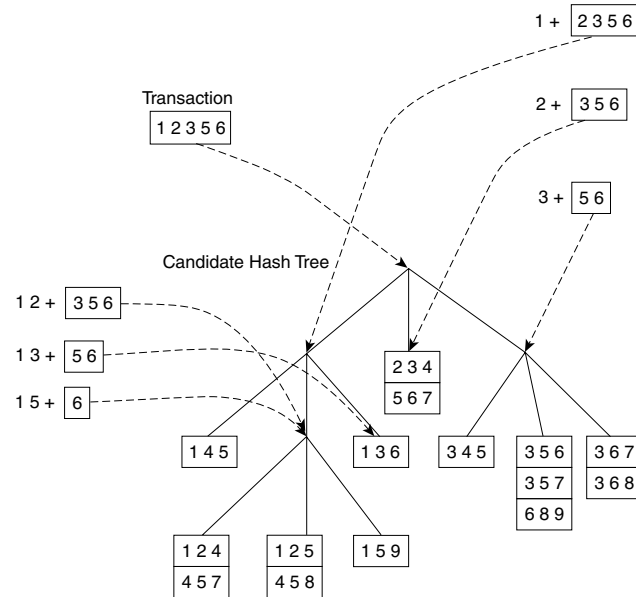 1 + 2 3 5 6
Transaction
1 2 3 5 6
2 + 3 5 6
3 + 5 6
Candidate Hash Tree
1 2 + 3 5 6
1 3 + 5 6
1 5 + 6
2 3 4
5 6 7
1 4 5
1 3 6
3 4 5
3 5 6
3 5 7
6 8 9
3 6 7
3 6 8
1 2 4
4 5 7
1 2 5
4 5 8
1 5 9